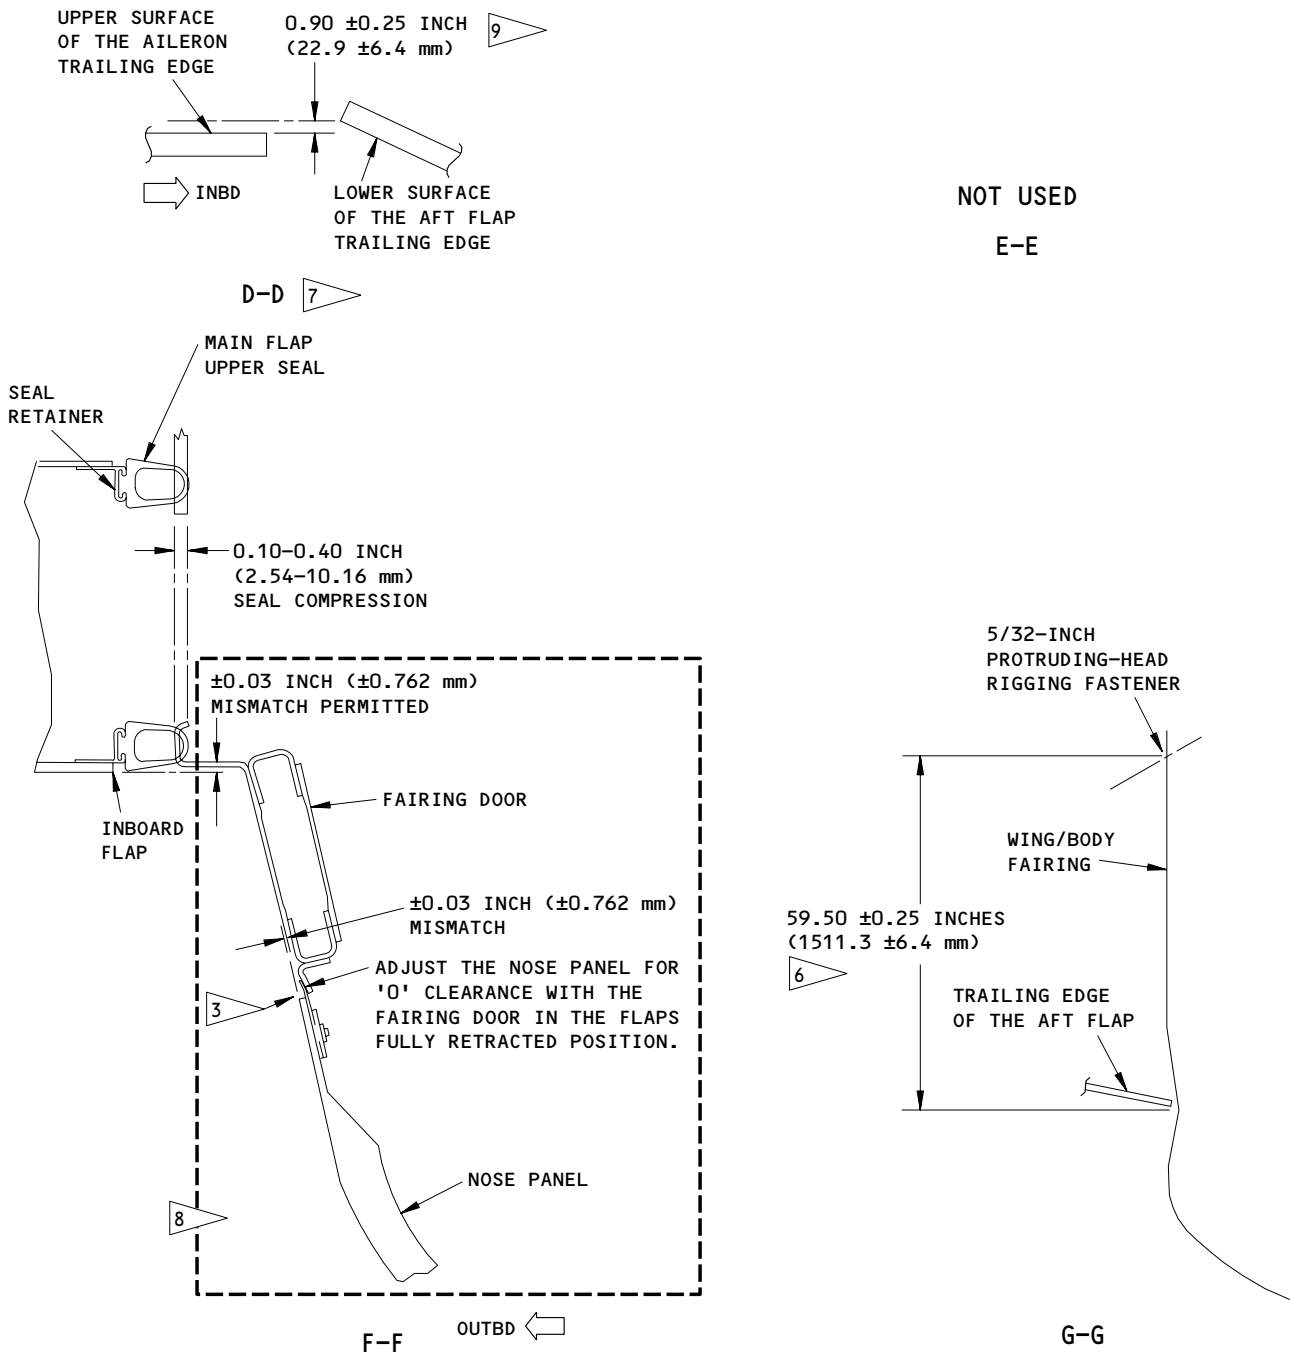 UPPER SURFACE
OF THE AILERON
TRAILING EDGE
0.90 ±0.25 INCH
(22.9 ±6.4 mm)
9
INBD
LOWER SURFACE
OF THE AFT FLAP
TRAILING EDGE
D-D
7
NOT USED
E-E
MAIN FLAP
UPPER SEAL
SEAL
RETAINER
0.10-0.40 INCH
(2.54-10.16 mm)
SEAL COMPRESSION
±0.03 INCH (±0.762 mm)
MISMATCH PERMITTED
FAIRING DOOR
INBOARD
FLAP
±0.03 INCH (±0.762 mm)
MISMATCH
ADJUST THE NOSE PANEL FOR
'0' CLEARANCE WITH THE
FAIRING DOOR IN THE FLAPS
FULLY RETRACTED POSITION.
3
NOSE PANEL
8
OUTBD
F-F
5/32-INCH
PROTRUDING-HEAD
RIGGING FASTENER
WING/BODY
FAIRING
59.50 ±0.25 INCHES
(1511.3 ±6.4 mm)
6
TRAILING EDGE
OF THE AFT FLAP
G-G